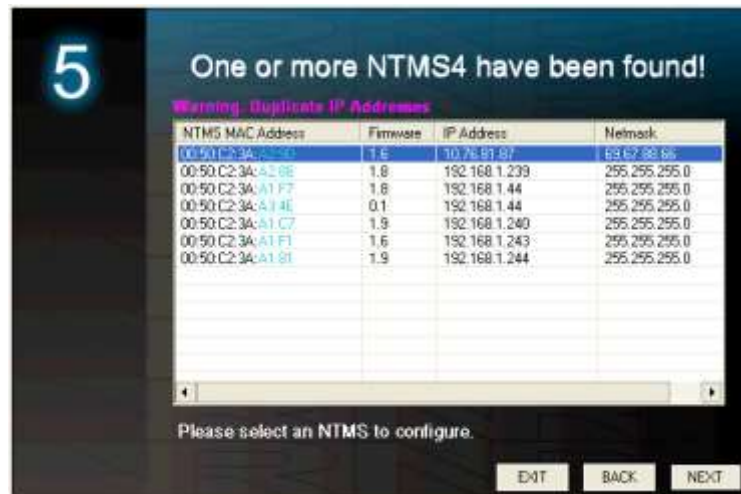 5
One or more NTMS4 have been found!
Warning. Duplicate IP Addresses
NTMS MAC Address Firmware IP Address Netmask
00:50:C2:3A: 1.6 10.76.81.87 69.67.88.66
00:50:C2:3A:A2:8E 1.8 192.168.1.239 255.255.255.0
00:50:C2:3A:A1:F7 1.8 192.168.1.44 255.255.255.0
00:50:C2:3A:A3:4E 0.1 192.168.1.44 255.255.255.0
00:50:C2:3A:A1:C7 1.9 192.168.1.240 255.255.255.0
00:50:C2:3A:A1:F1 1.6 192.168.1.243 255.255.255.0
00:50:C2:3A:A1:81 1.9 192.168.1.244 255.255.255.0
Please select an NTMS to configure.
EXIT BACK NEXT